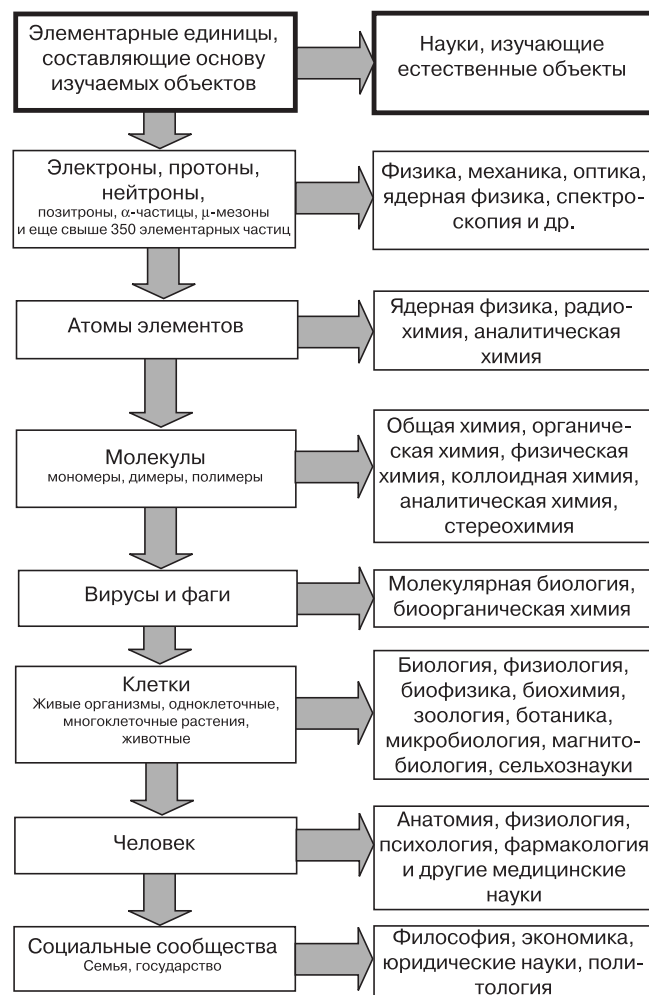 Элементарные единицы,
составляющие основу
изучаемых объектов
Науки, изучающие
естественные объекты
Электроны, протоны,
нейтроны,
позитроны, α-частицы, μ-мезоны
и еще свыше 350 элементарных частиц
Физика, механика, оптика,
ядерная физика, спектро-
скопия и др.
Атомы элементов
Ядерная физика, радио-
химия, аналитическая
химия
Молекулы
мономеры, димеры, полимеры
Общая химия, органиче-
ская химия, физическая
химия, коллоидная химия,
аналитическая химия,
стереохимия
Вирусы и фаги
Молекулярная биология,
биоорганическая химия
Клетки
Живые организмы, одноклеточные,
многоклеточные растения,
животные
Биология, физиология,
биофизика, биохимия,
зоология, ботаника,
микробиология, магнито-
биология, сельхознауки
Человек
Анатомия, физиология,
психология, фармакология
и другие медицинские
науки
Социальные сообщества
Семья, государство
Философия, экономика,
юридические науки, поли-
тология